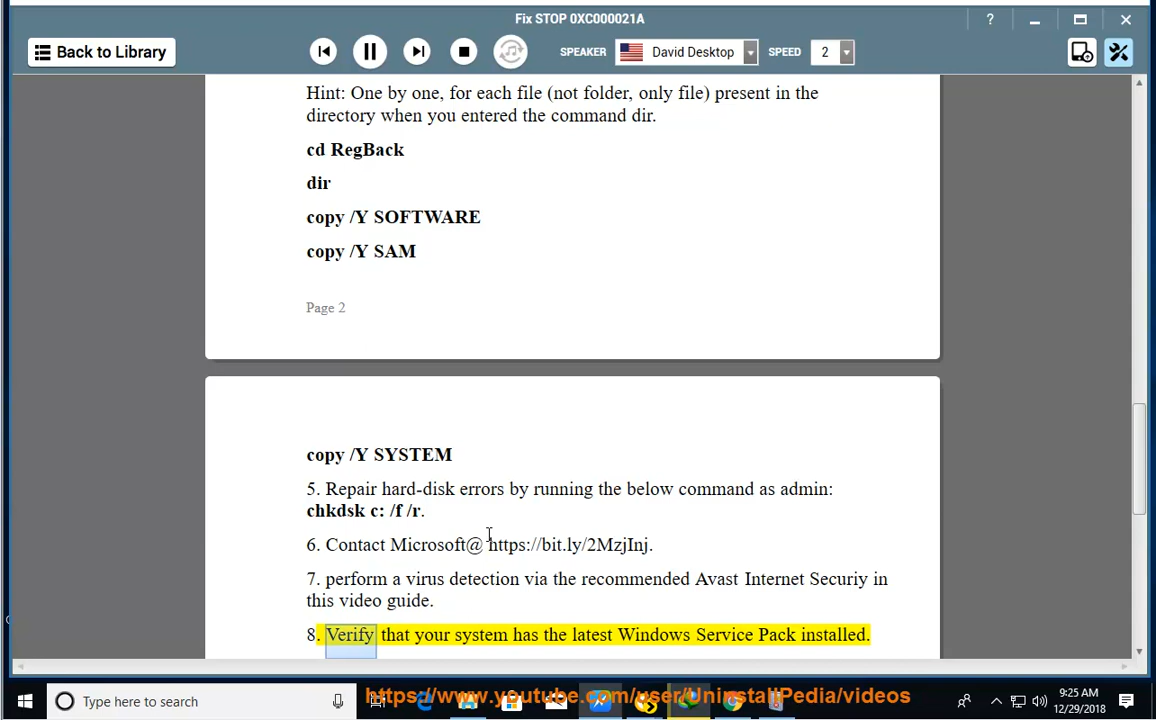 Fix STOP 0XC000021A
?
Back to Library
SPEAKER
David Desktop
SPEED
2
Hint: One by one, for each file (not folder, only file) present in the
directory when you entered the command dir.
cd RegBack
dir
copy /Y SOFTWARE
copy /Y SAM
Page 2
copy /Y SYSTEM
5. Repair hard-disk errors by running the below command as admin:
chkdsk c: /f /r.
6. Contact Microsoft@ https://bit.ly/2MzjInj.
7. perform a virus detection via the recommended Avast Internet Securiy in
this video guide.
8. Verify that your system has the latest Windows Service Pack installed.
Type here to search
https://www.youtube.com/user/UninstallPedia/videos
9:25 AM
12/29/2018